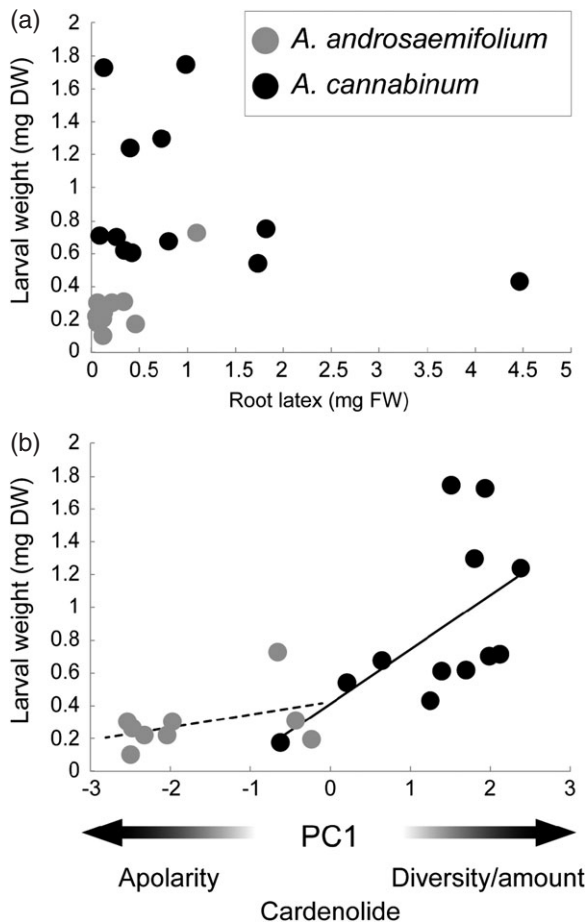 (a)
2
1.8
1.6
1.4
1.2
1
0.8
0.6
0.4
0.2
0
Larval weight (mg DW)
A. androsaemifolium
A. cannabinum
0 0.5 1 1.5 2 2.5 3 3.5 4 4.5 5
Root latex (mg FW)
(b)
2
1.8
1.6
1.4
1.2
1
0.8
0.6
0.4
0.2
0
Larval weight (mg DW)
-3 -2 -1 0 1 2 3
PC1
Apolarity Diversity/amount
Cardenolide